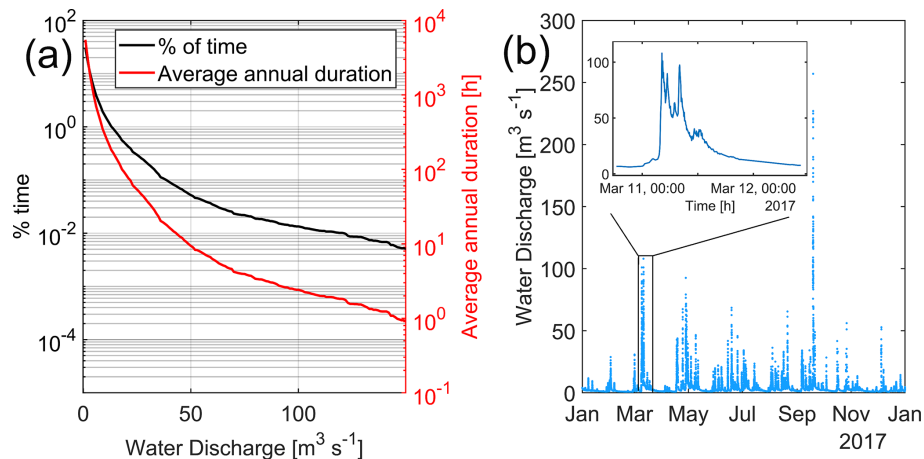 (a)
% of time
Average annual duration
10^2
10^0
10^-2
10^-4
% time
0
50
100
Water Discharge [m^3 s^-1]
10^4
10^3
10^2
10^1
10^0
10^-1
Average annual duration [h]
(b)
300
250
200
150
100
50
0
Water Discharge [m^3 s^-1]
100
50
0
Mar 11, 00:00 Mar 12, 00:00
Time [h] 2017
Jan Mar May Jul Sep Nov Jan
2017